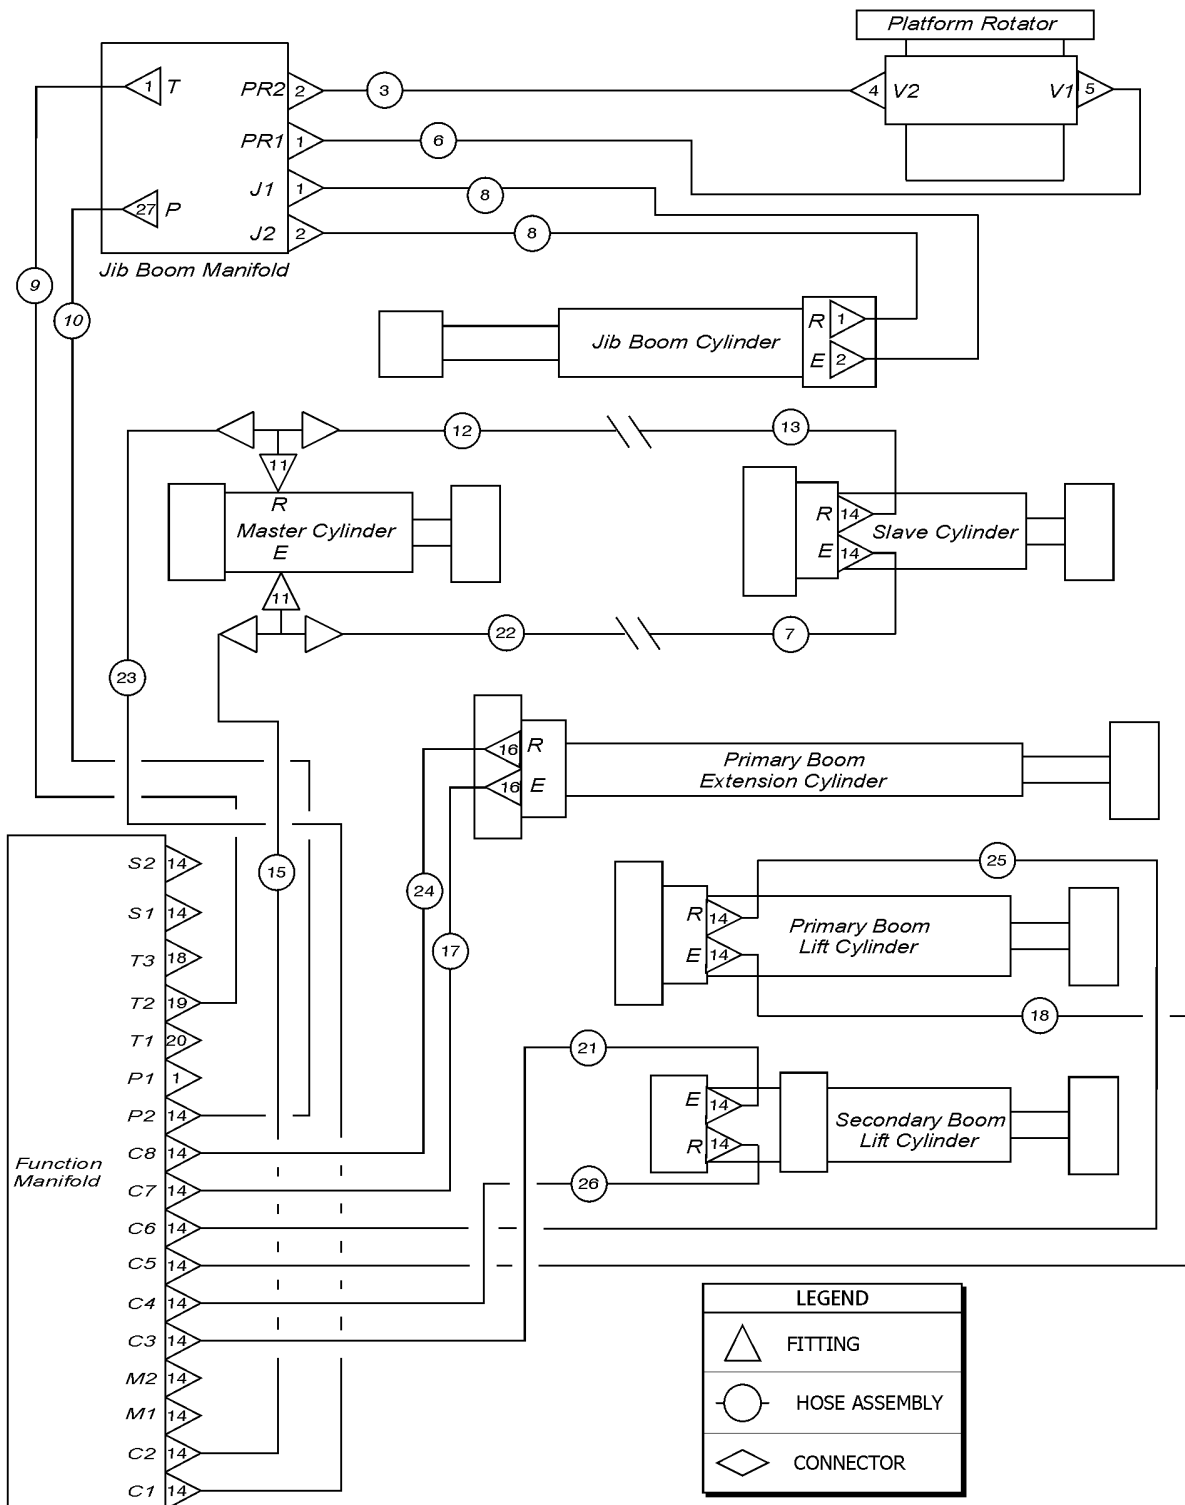 Platform Rotator
1 T
PR2 2
3
4 V2
V1 5
PR1 1
6
J1 1
8
27 P
J2 2
8
Jib Boom Manifold
9
10
R 1
Jib Boom Cylinder
E 2
12
13
11
R
Master Cylinder
E
R 14
Slave Cylinder
E 14
11
22
7
23
16 R
Primary Boom
Extension Cylinder
16 E
S2 14
15
24
25
S1 14
R 14
Primary Boom
Lift Cylinder
17
E 14
T3 18
T2 19
18
T1 20
21
P1 1
E 14
P2 14
Secondary Boom
Lift Cylinder
R 14
C8 14
Function
Manifold
26
C7 14
C6 14
C5 14
C4 14
C3 14
M2 14
M1 14
C2 14
C1 14
LEGEND
FITTING
HOSE ASSEMBLY
CONNECTOR